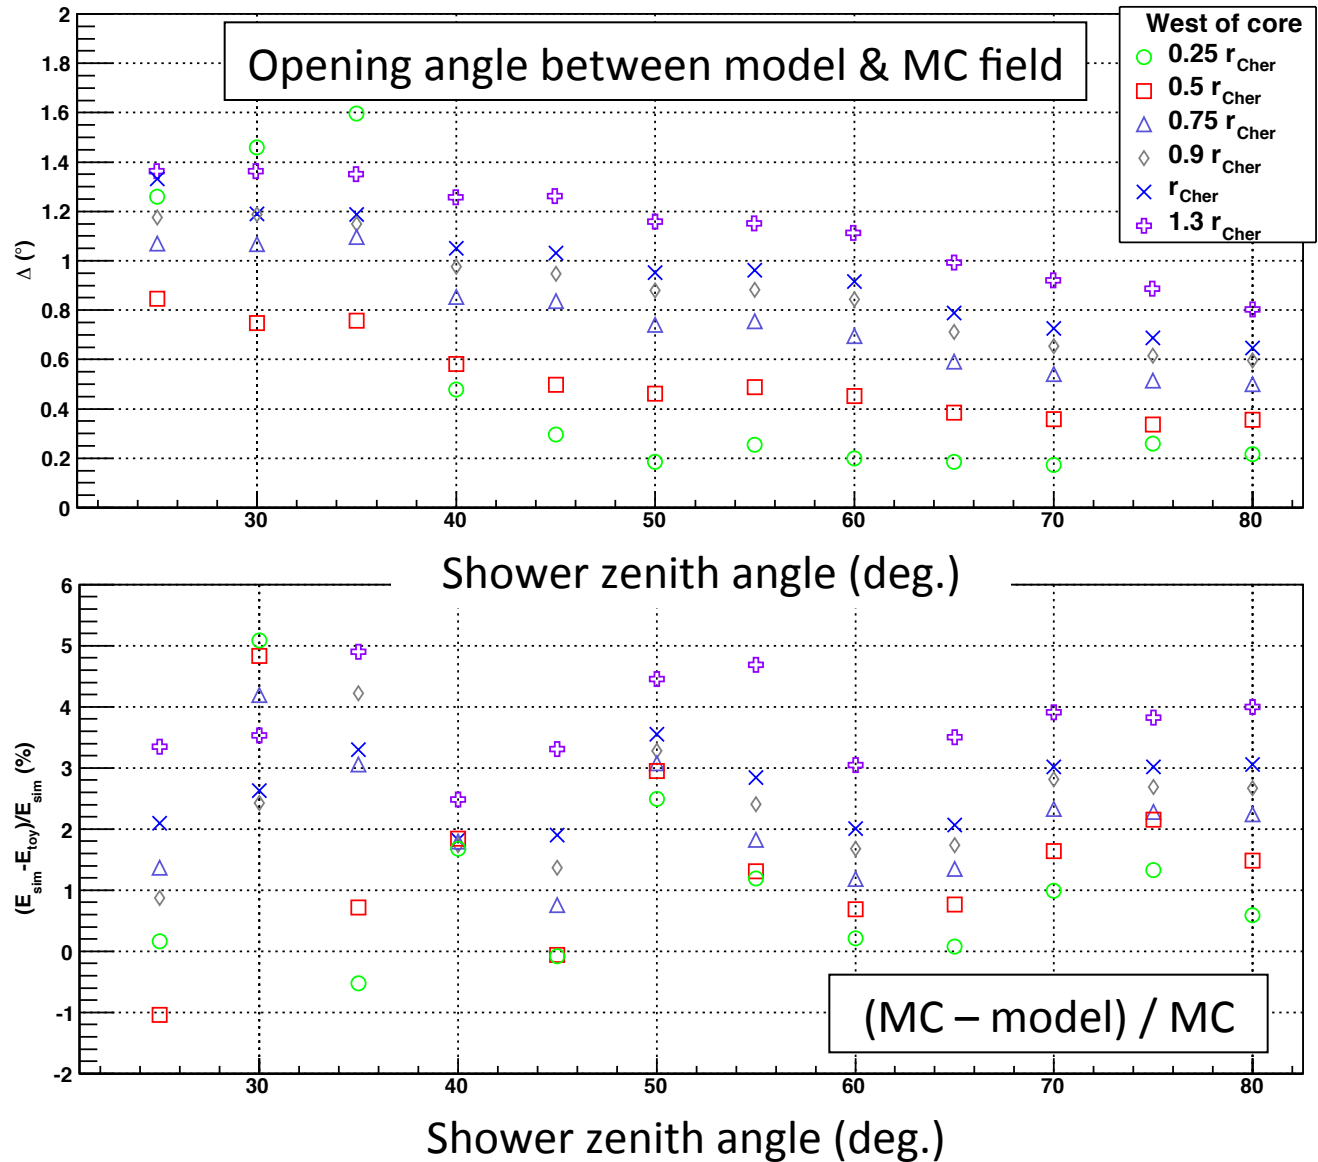 Opening angle between model & MC field
West of core
0.25 r_Cher
0.5 r_Cher
0.75 r_Cher
0.9 r_Cher
r_Cher
1.3 r_Cher
Δ (°)
2
1.8
1.6
1.4
1.2
1
0.8
0.6
0.4
0.2
0
30 40 50 60 70 80
Shower zenith angle (deg.)
(E_sim-E_toy)/E_sim (%)
6
5
4
3
2
1
0
-1
-2
(MC – model) / MC
30 40 50 60 70 80
Shower zenith angle (deg.)